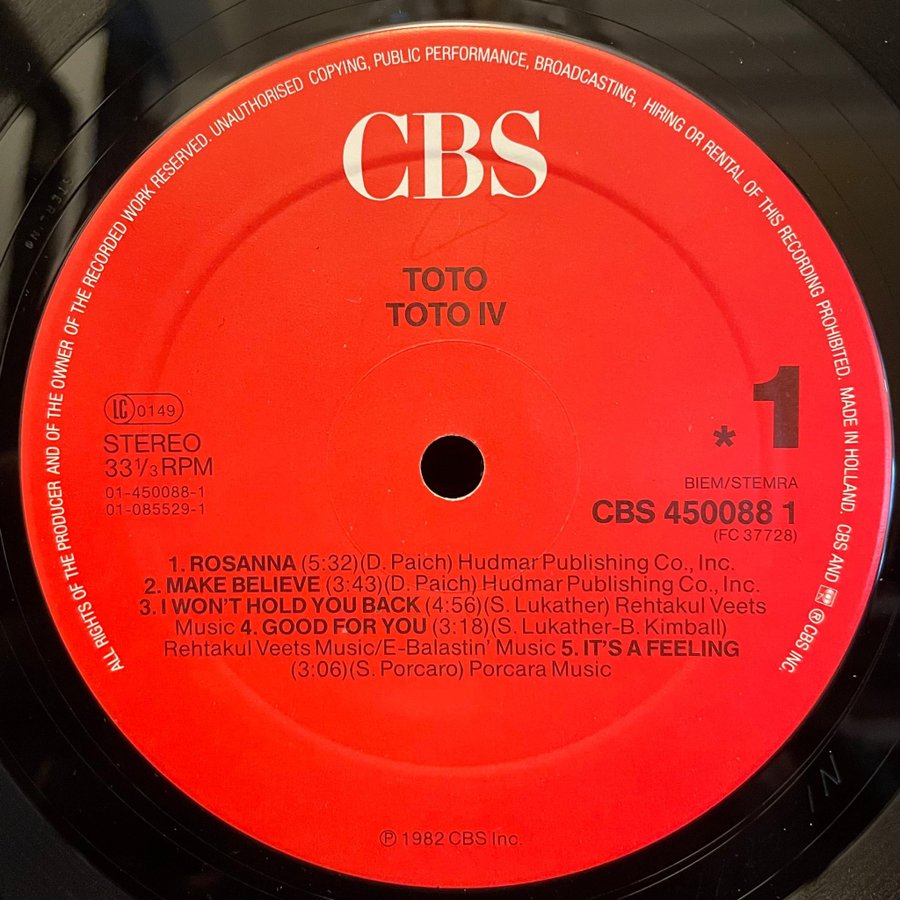 ALL RIGHTS OF THE PRODUCER AND OF THE OWNER OF THE RECORDED WORK RESERVED. UNAUTHORISED COPYING, PUBLIC PERFORMANCE, BROADCASTING, HIRING OR RENTAL OF THIS RECORDING PROHIBITED. MADE IN HOLLAND. CBS AND ℗ CBS INC.
CBS
TOTO
TOTO IV
LC 0149
STEREO
33 1/3 RPM
01-450088-1
01-085529-1
* 1
BIEM/STEMRA
CBS 450088 1
(FC 37728)
1. ROSANNA (5:32)(D. Paich) Hudmar Publishing Co., Inc.
2. MAKE BELIEVE (3:43)(D. Paich) Hudmar Publishing Co., Inc.
3. I WON'T HOLD YOU BACK (4:56)(S. Lukather) Rehtakul Veets
Music 4. GOOD FOR YOU (3:18)(S. Lukather-B. Kimball)
Rehtakul Veets Music/E-Balastin' Music 5. IT'S A FEELING
(3:06)(S. Porcaro) Porcara Music
℗ 1982 CBS Inc.